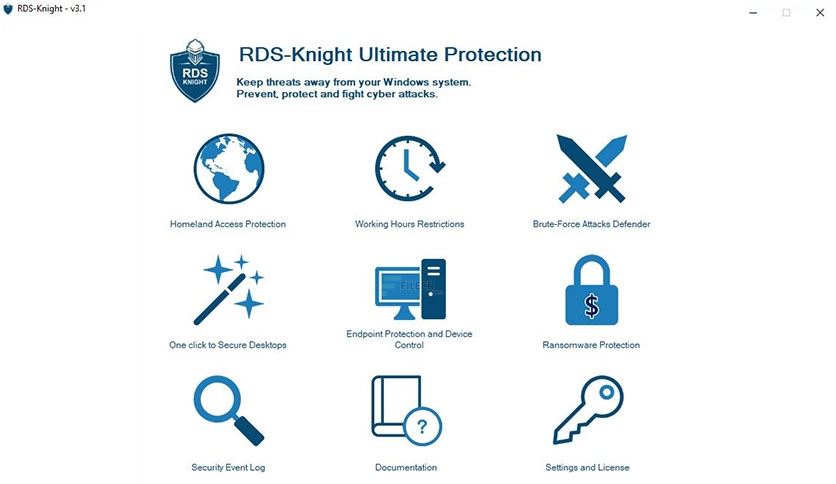 RDS-Knight - v3.1
RDS
KNIGHT
RDS-Knight Ultimate Protection
Keep threats away from your Windows system.
Prevent, protect and fight cyber attacks.
Homeland Access Protection
Working Hours Restrictions
Brute-Force Attacks Defender
FILECR
$
One click to Secure Desktops
Endpoint Protection and Device
Control
Ransomware Protection
?
Security Event Log
Documentation
Settings and License